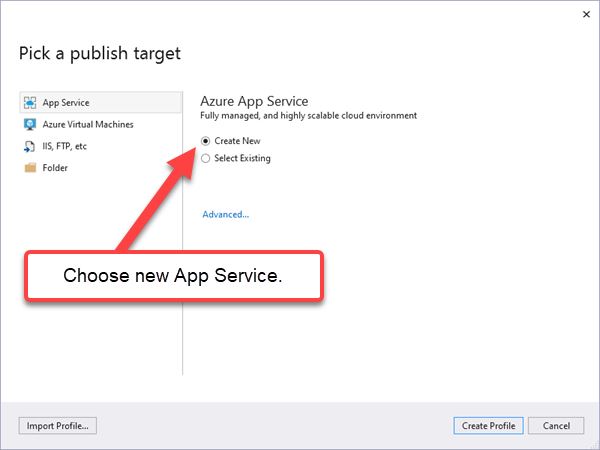 Pick a publish target
App Service
Azure Virtual Machines
IIS, FTP, etc
Folder
Azure App Service
Fully managed, and highly scalable cloud environment
Create New
Select Existing
Advanced...
Choose new App Service.
Import Profile...
Create Profile
Cancel